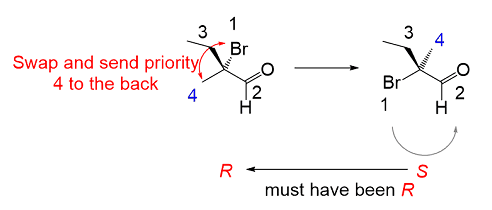 3
1
Br
Swap and send priority
4 to the back
4
O
2
H
3
4
Br
O
1
2
H
R
S
must have been R